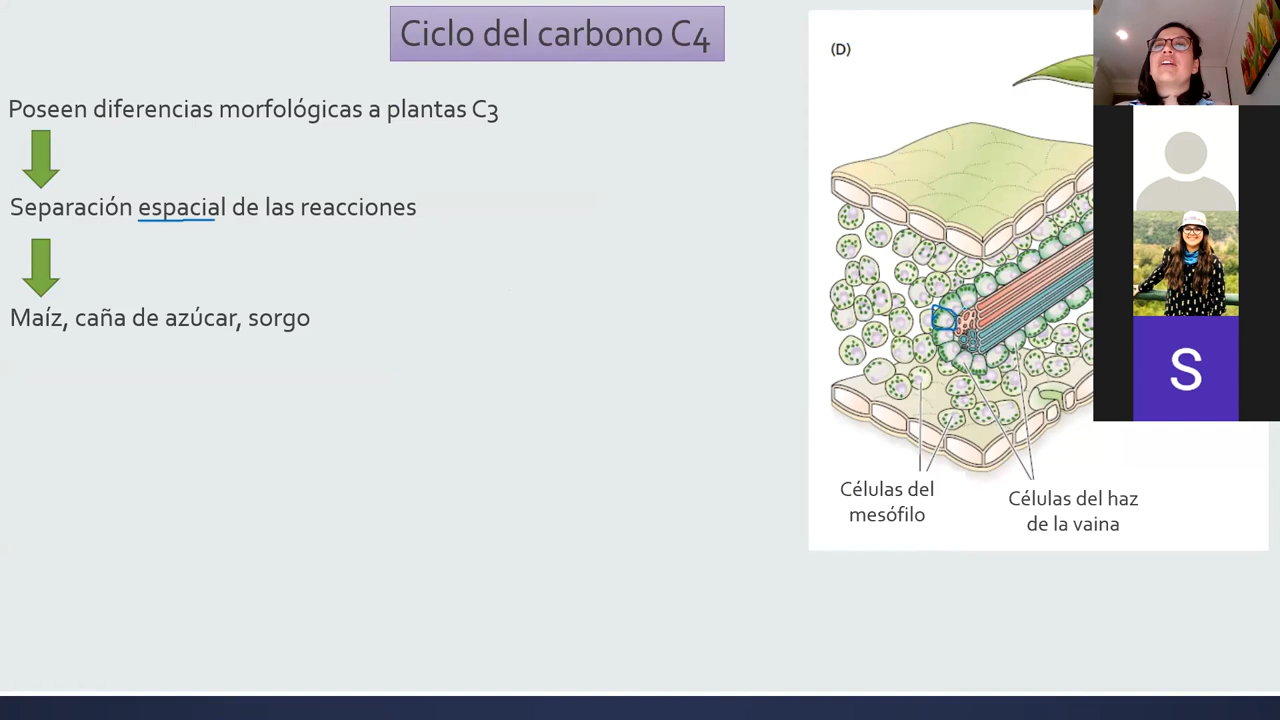 Ciclo del carbono C4
(D)
Poseen diferencias morfológicas a plantas C3
Separación espacial de las reacciones
Maíz, caña de azúcar, sorgo
Células del
mesófilo
Células del haz
de la vaina
S